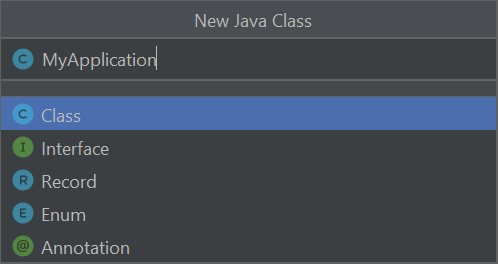 New Java Class
C MyApplication
C Class
I Interface
R Record
E Enum
@ Annotation